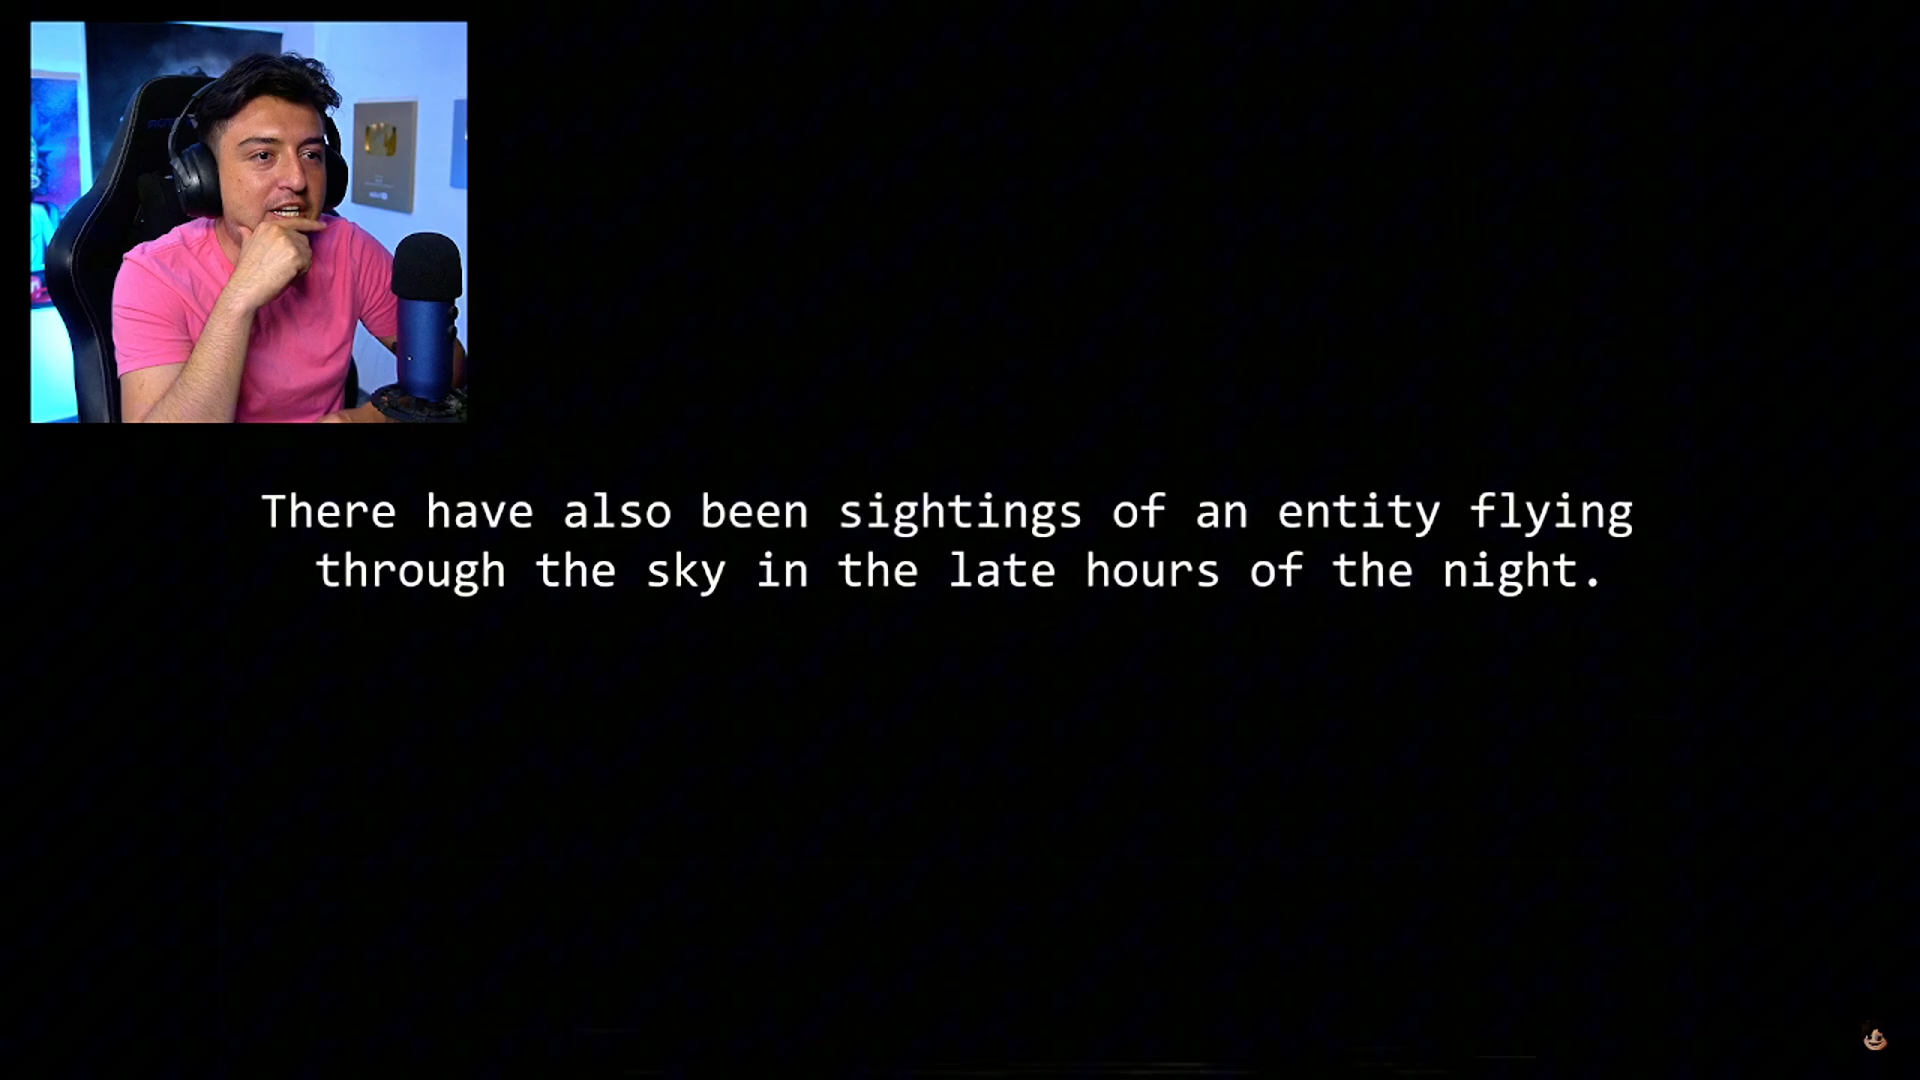 There have also been sightings of an entity flying
through the sky in the late hours of the night.